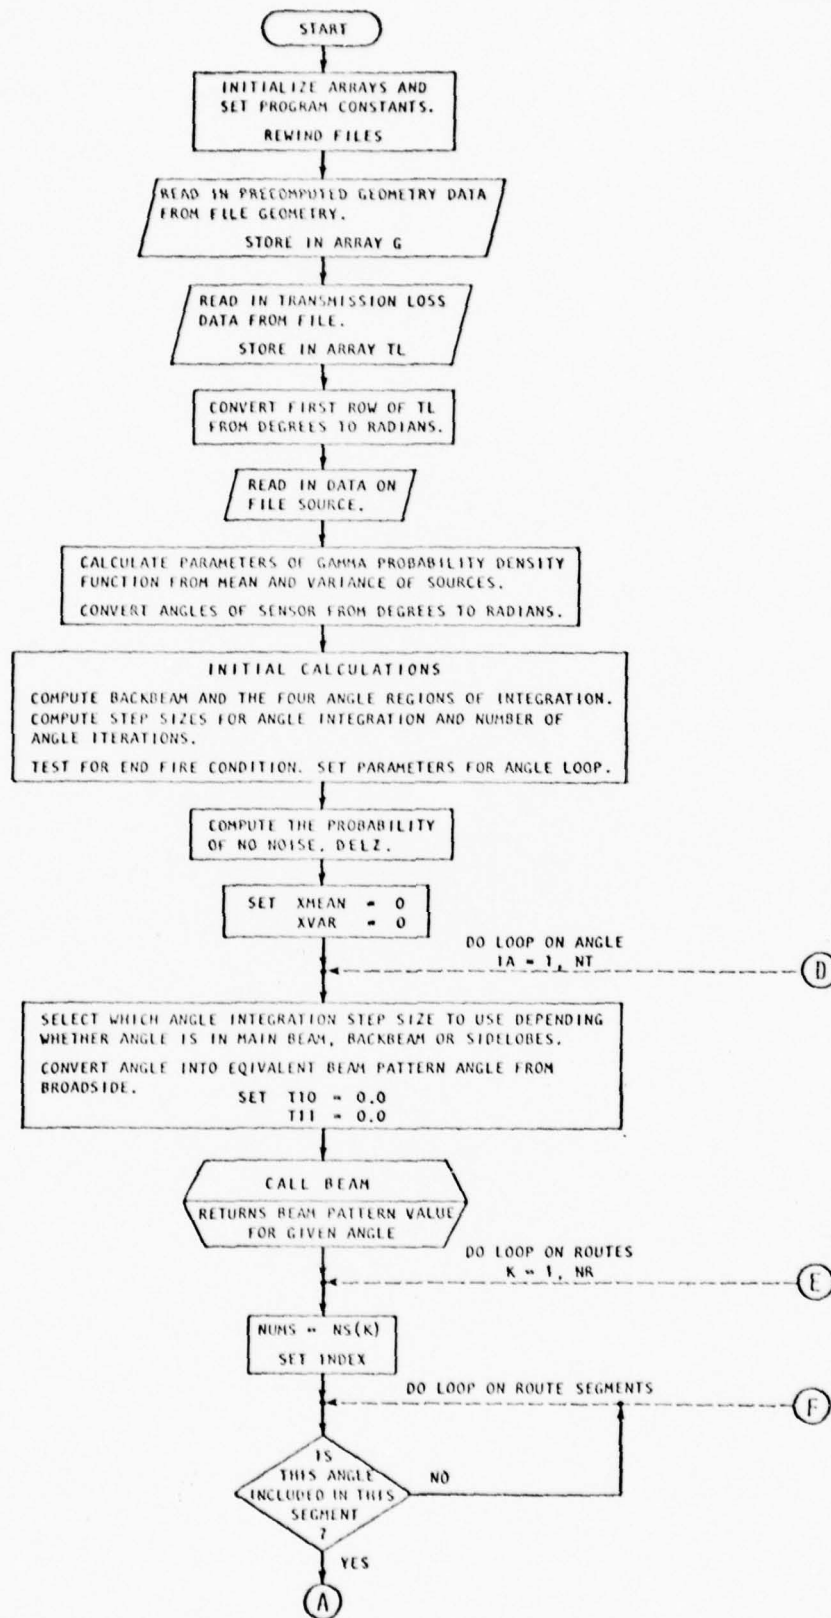 START
INITIALIZE ARRAYS AND
SET PROGRAM CONSTANTS.
REWIND FILES
READ IN PRECOMPUTED GEOMETRY DATA
FROM FILE GEOMETRY.
STORE IN ARRAY G
READ IN TRANSMISSION LOSS
DATA FROM FILE.
STORE IN ARRAY TL
CONVERT FIRST ROW OF TL
FROM DEGREES TO RADIANS.
READ IN DATA ON
FILE SOURCE.
CALCULATE PARAMETERS OF GAMMA PROBABILITY DENSITY
FUNCTION FROM MEAN AND VARIANCE OF SOURCES.
CONVERT ANGLES OF SENSOR FROM DEGREES TO RADIANS.
INITIAL CALCULATIONS
COMPUTE BACKBEAM AND THE FOUR ANGLE REGIONS OF INTEGRATION.
COMPUTE STEP SIZES FOR ANGLE INTEGRATION AND NUMBER OF
ANGLE ITERATIONS.
TEST FOR END FIRE CONDITION. SET PARAMETERS FOR ANGLE LOOP.
COMPUTE THE PROBABILITY
OF NO NOISE, DELZ.
SET XMEAN = 0
XVAR = 0
DO LOOP ON ANGLE
IA = 1, NT
D
SELECT WHICH ANGLE INTEGRATION STEP SIZE TO USE DEPENDING
WHETHER ANGLE IS IN MAIN BEAM, BACKBEAM OR SIDELOBES.
CONVERT ANGLE INTO EQIVALENT BEAM PATTERN ANGLE FROM
BROADSIDE.
SET T10 = 0.0
T11 = 0.0
CALL BEAM
RETURNS BEAM PATTERN VALUE
FOR GIVEN ANGLE
DO LOOP ON ROUTES
K = 1, NR
E
NUMS = NS(K)
SET INDEX
DO LOOP ON ROUTE SEGMENTS
F
IS
THIS ANGLE
INCLUDED IN THIS
SEGMENT
?
NO
YES
A